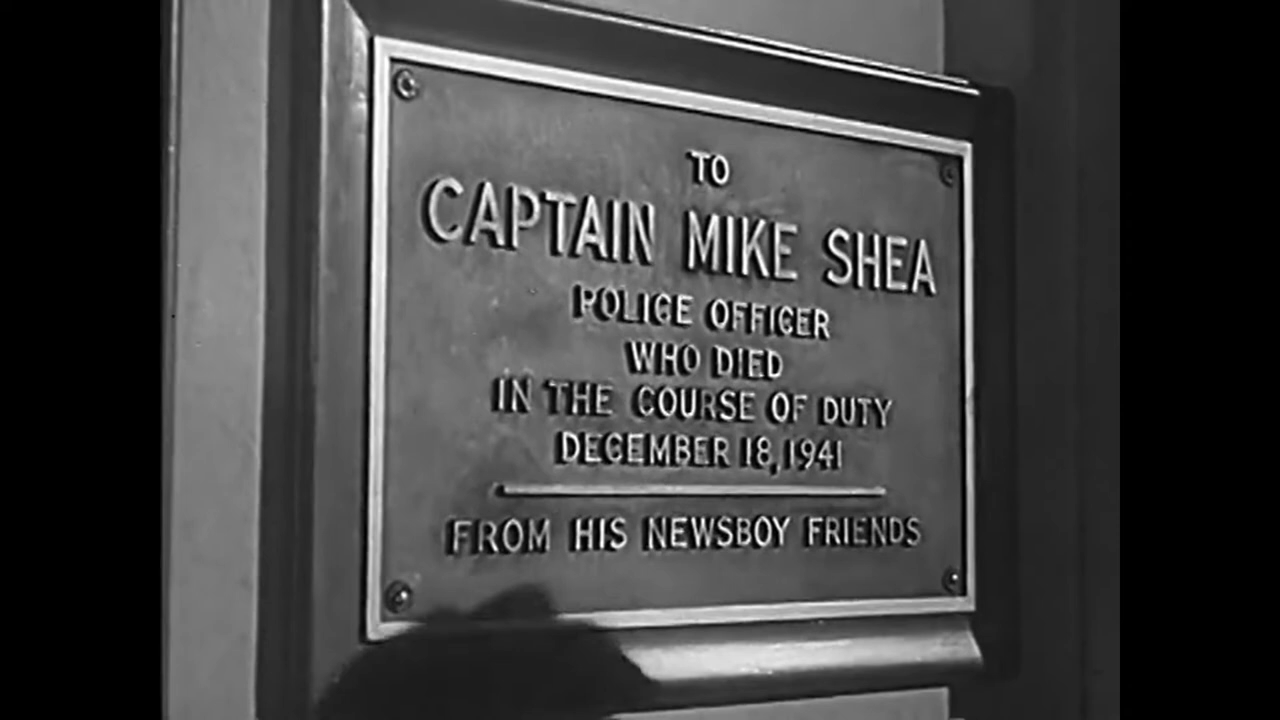 TO
CAPTAIN MIKE SHEA
POLICE OFFICER
WHO DIED
IN THE COURSE OF DUTY
DECEMBER 18, 1941
FROM HIS NEWSBOY FRIENDS